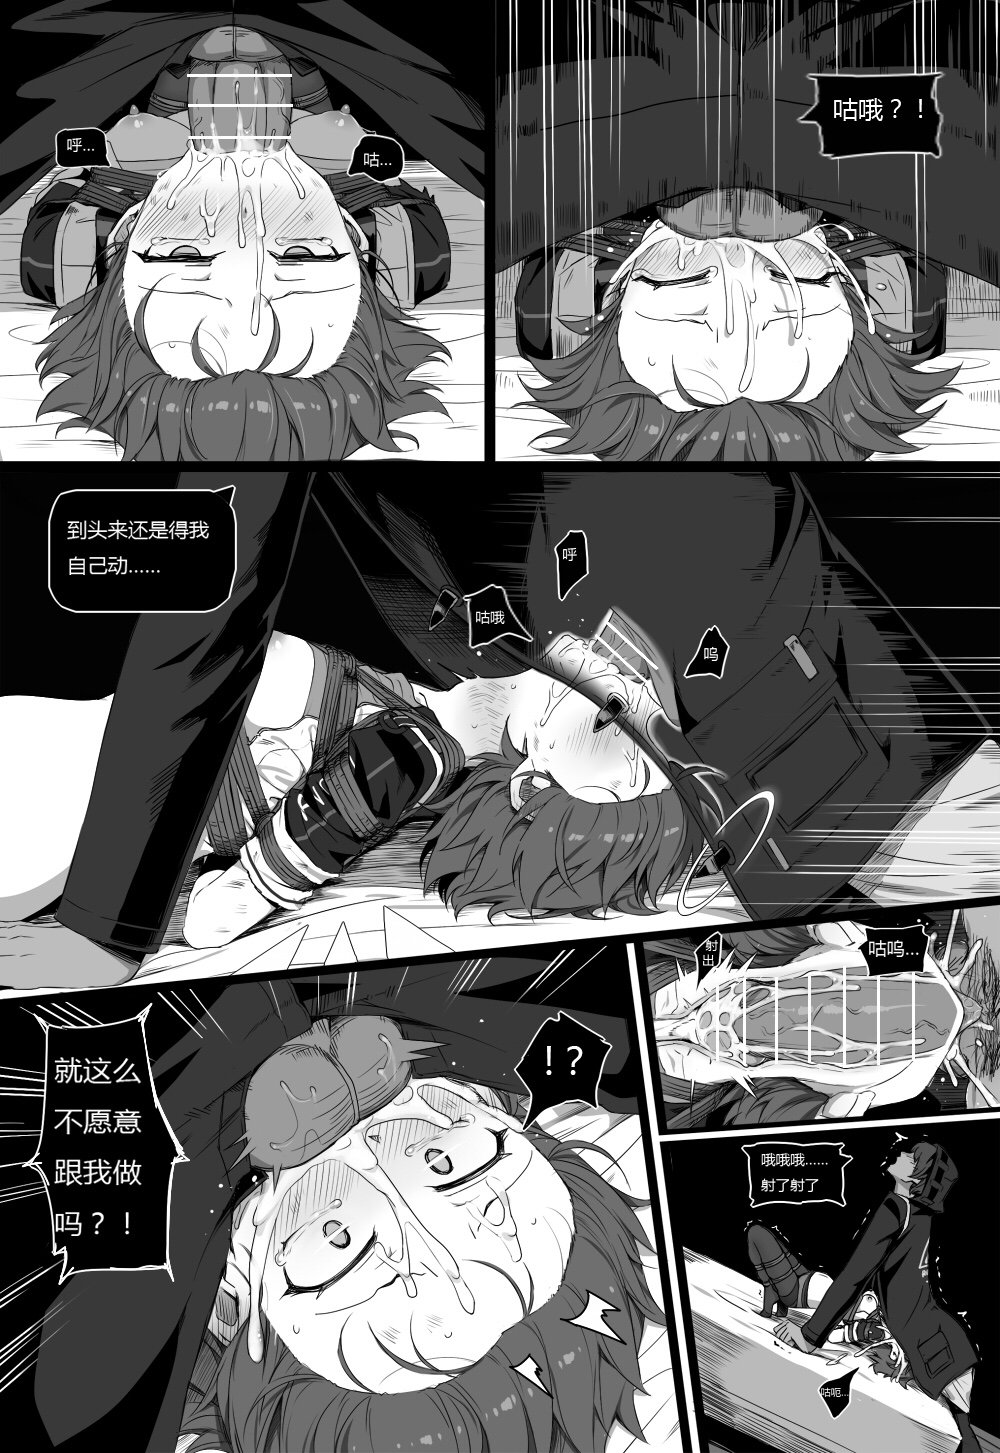 呼…
咕…
咕哦？！
到头来还是得我
自己动……
呼
咕哦
呜
射
出
咕呜…
就这么
不愿意
跟我做
吗？！
！？
哦哦哦……
射了射了
咕呃…